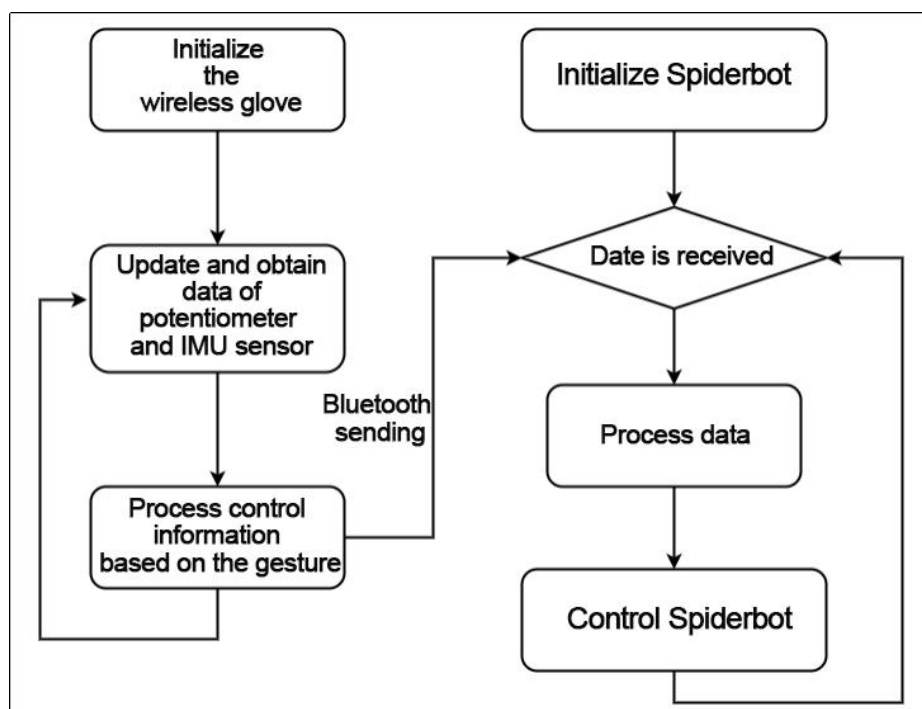 Initialize
the
wireless glove
Update and obtain
data of
potentiometer
and IMU sensor
Process control
information
based on the gesture
Bluetooth
sending
Initialize Spiderbot
Date is received
Process data
Control Spiderbot